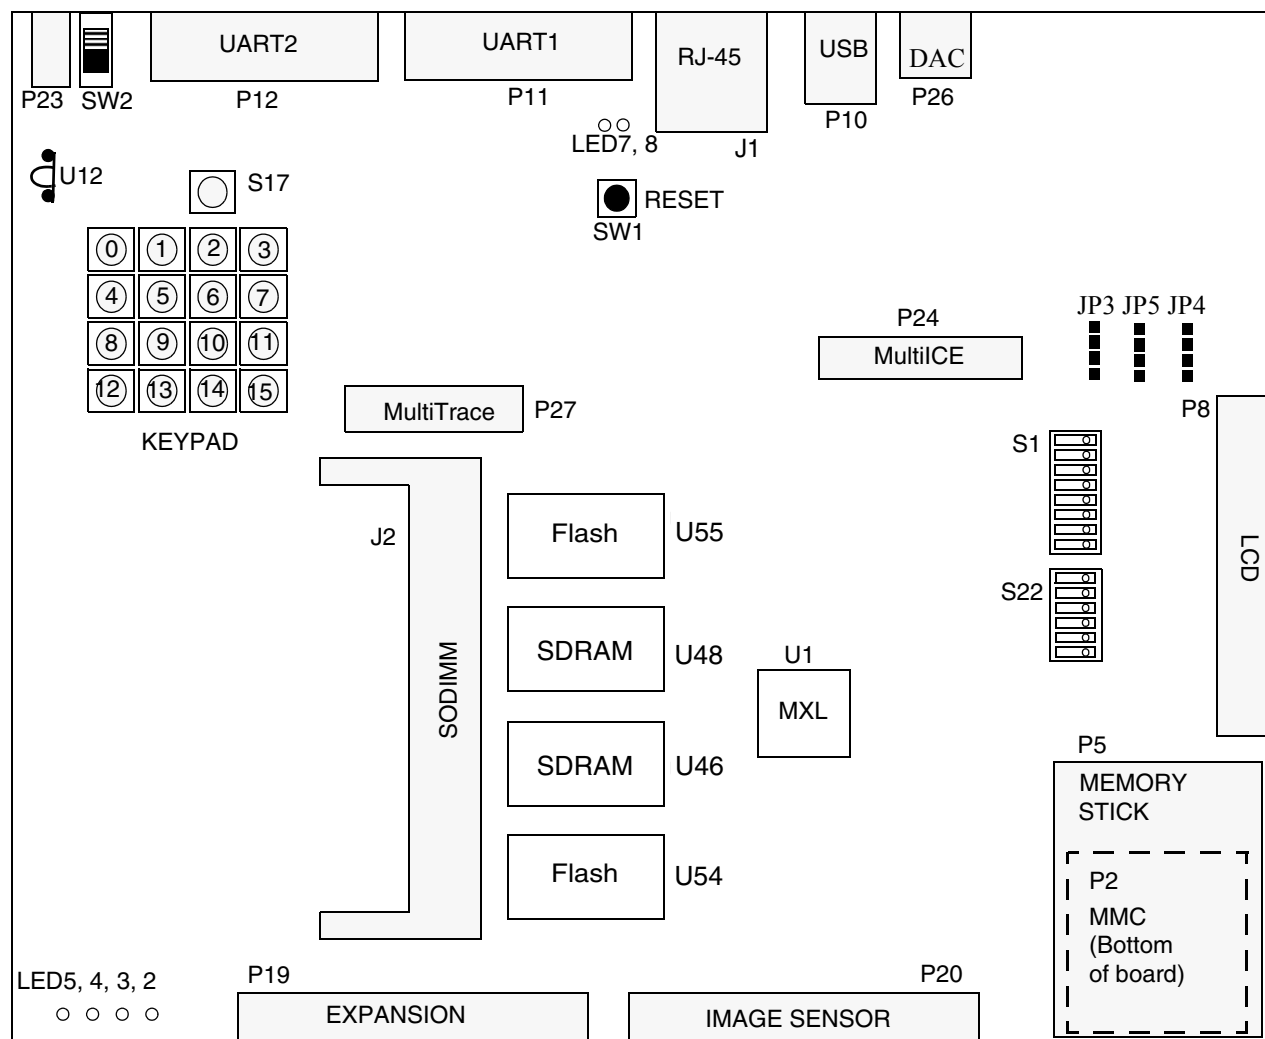 UART2
UART1
RJ-45
USB
DAC
P23
SW2
P12
P11
P10
P26
LED7, 8
J1
U12
S17
RESET
SW1
0 1 2 3
4 5 6 7
8 9 10 11
12 13 14 15
KEYPAD
JP3 JP5 JP4
P24
MultiICE
MultiTrace
P27
P8
S1
J2
Flash
U55
LCD
S22
SODIMM
SDRAM
U48
U1
MXL
SDRAM
U46
P5
MEMORY
STICK
Flash
U54
P2
MMC
(Bottom
of board)
LED5, 4, 3, 2
P19
EXPANSION
P20
IMAGE SENSOR